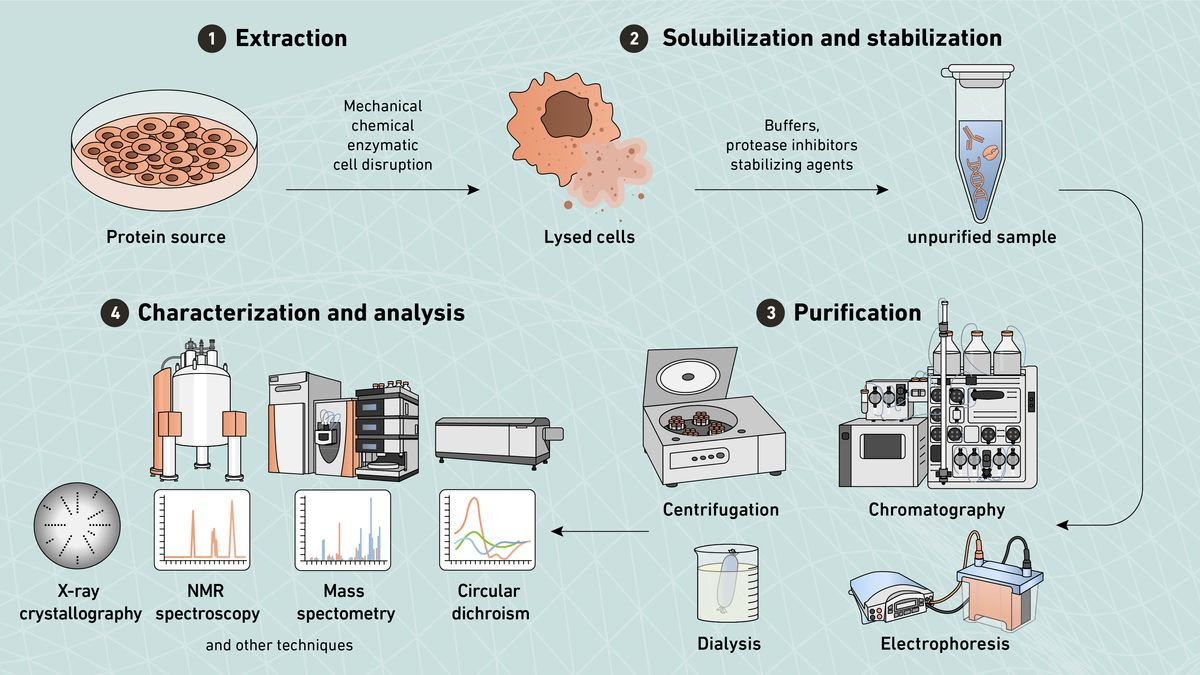 1 Extraction
Mechanical
chemical
enzymatic
cell disruption
Protein source
2 Solubilization and stabilization
Lysed cells
Buffers,
protease inhibitors
stabilizing agents
unpurified sample
3 Purification
Centrifugation
Chromatography
Dialysis
Electrophoresis
4 Characterization and analysis
X-ray
crystallography
NMR
spectroscopy
Mass
spectometry
Circular
dichroism
and other techniques